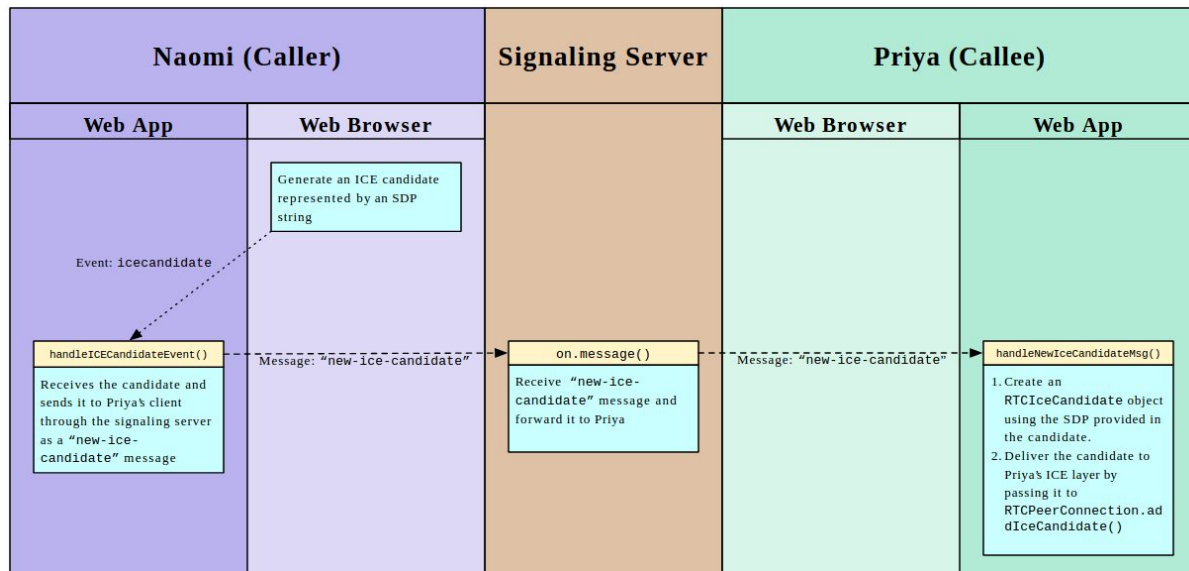 Naomi (Caller)
Signaling Server
Priya (Callee)
Web App
Web Browser
Web Browser
Web App
Generate an ICE candidate
represented by an SDP
string
Event: icecandidate
handleICECandidateEvent()
Receives the candidate and
sends it to Priya’s client
through the signaling server
as a “new-ice-
candidate” message
Message: “new-ice-candidate”
on.message()
Receive “new-ice-
candidate” message and
forward it to Priya
Message: “new-ice-candidate”
handleNewIceCandidateMsg()
1. Create an
RTCIceCandidate object
using the SDP provided in
the candidate.
2. Deliver the candidate to
Priya’s ICE layer by
passing it to
RTCPeerConnection.ad
dIceCandidate()